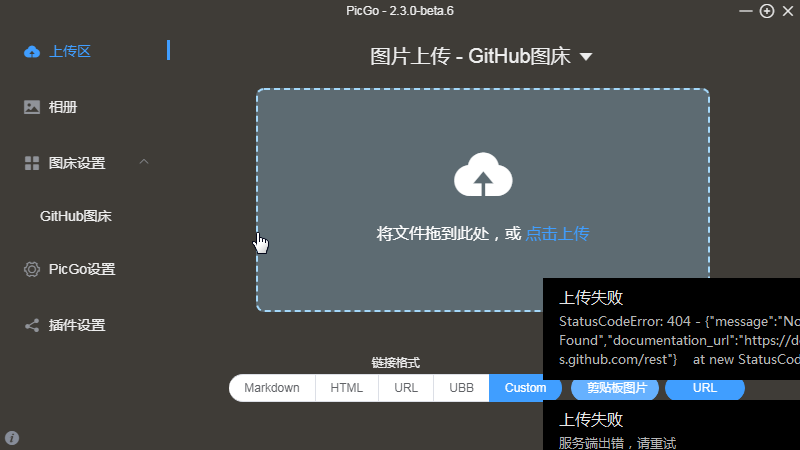 PicGo - 2.3.0-beta.6
上传区
相册
图床设置
GitHub图床
PicGo设置
插件设置
图片上传 - GitHub图床
将文件拖到此处，或 点击上传
链接格式
Markdown HTML URL UBB Custom 剪贴板图片 URL
上传失败
StatusCodeError: 404 - {"message":"No
Found","documentation_url":"https://do
s.github.com/rest"} at new StatusCod
上传失败
服务端出错，请重试